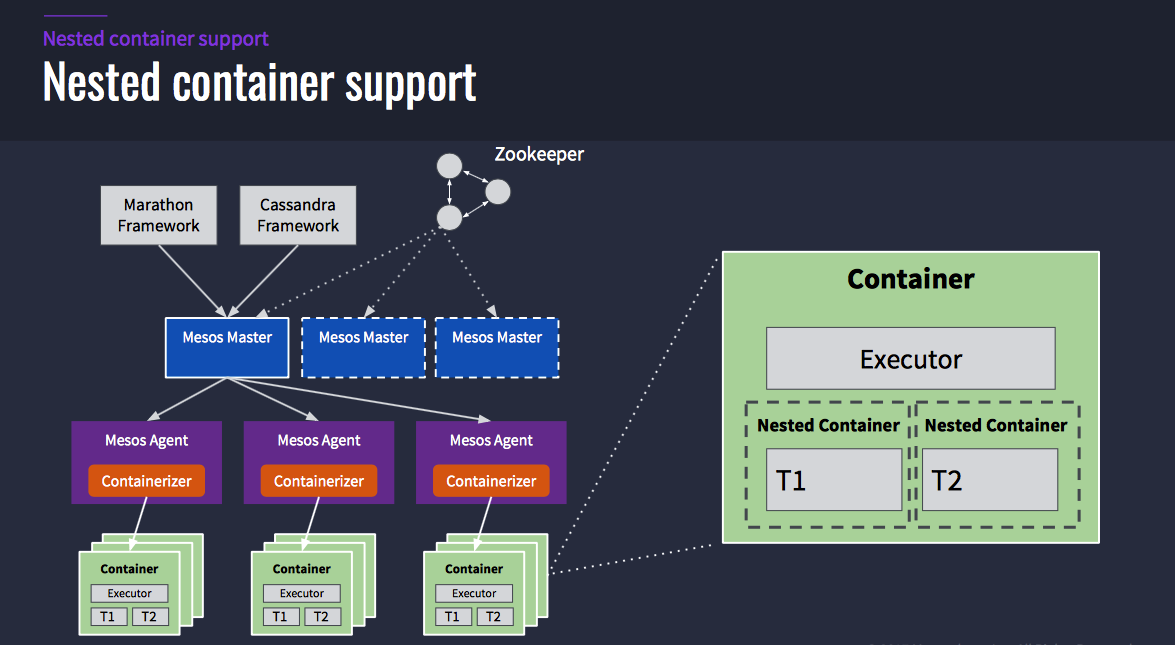 Nested container support
Nested container support
Zookeeper
Marathon
Framework
Cassandra
Framework
Mesos Master
Mesos Master
Mesos Master
Mesos Agent
Containerizer
Mesos Agent
Containerizer
Mesos Agent
Containerizer
Container
Executor
T1 T2
Container
Executor
T1 T2
Container
Executor
T1 T2
Container
Executor
Nested Container
Nested Container
T1
T2